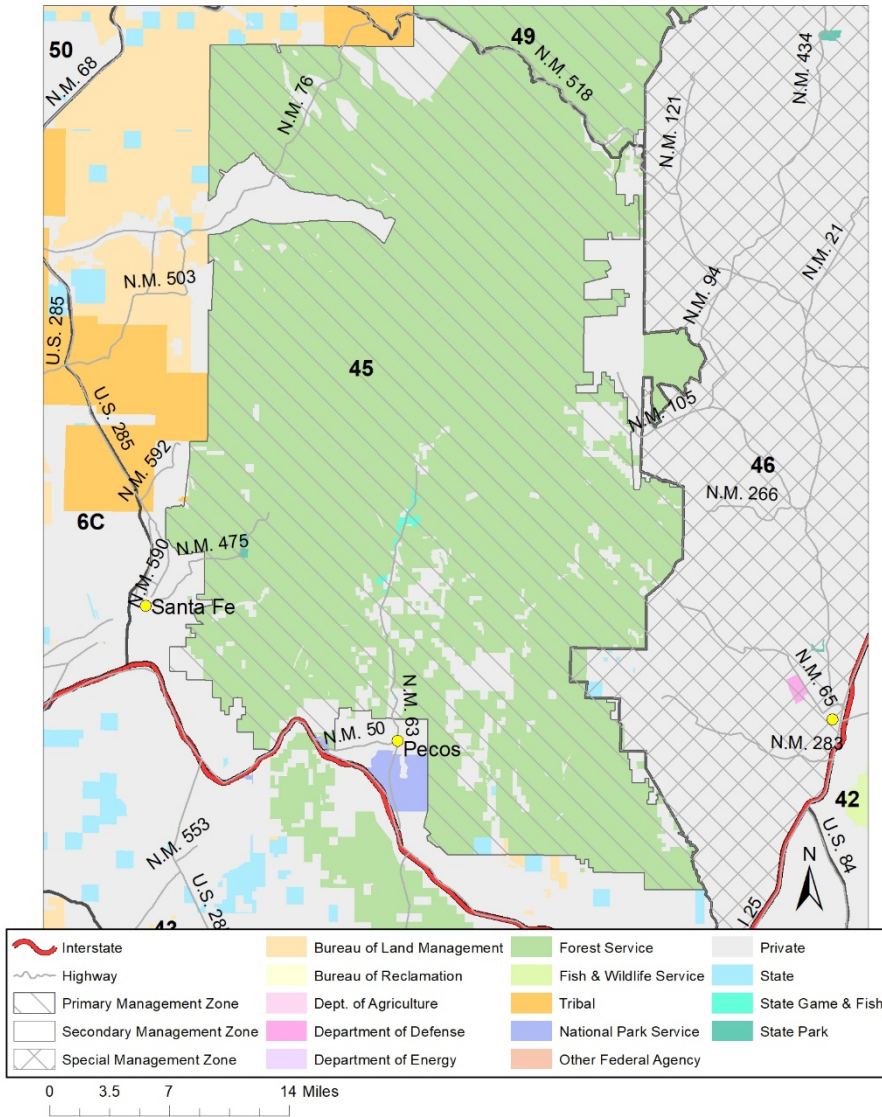 50
N.M. 68
49
N.M. 518
N.M. 434
N.M. 76
N.M. 121
N.M. 21
N.M. 503
N.M. 94
U.S. 285
45
U.S. 285
N.M. 105
N.M. 592
46
N.M. 266
6C
N.M. 475
N.M. 590
Santa Fe
N.M. 65
N.M. 63
N.M. 50
Pecos
N.M. 283
42
N.M. 553
U.S. 84
U.S. 28
N
I 25
Interstate
Highway
Primary Management Zone
Secondary Management Zone
Special Management Zone
Bureau of Land Management
Bureau of Reclamation
Dept. of Agriculture
Department of Defense
Department of Energy
Forest Service
Fish & Wildlife Service
Tribal
National Park Service
Other Federal Agency
Private
State
State Game & Fish
State Park
0 3.5 7 14 Miles